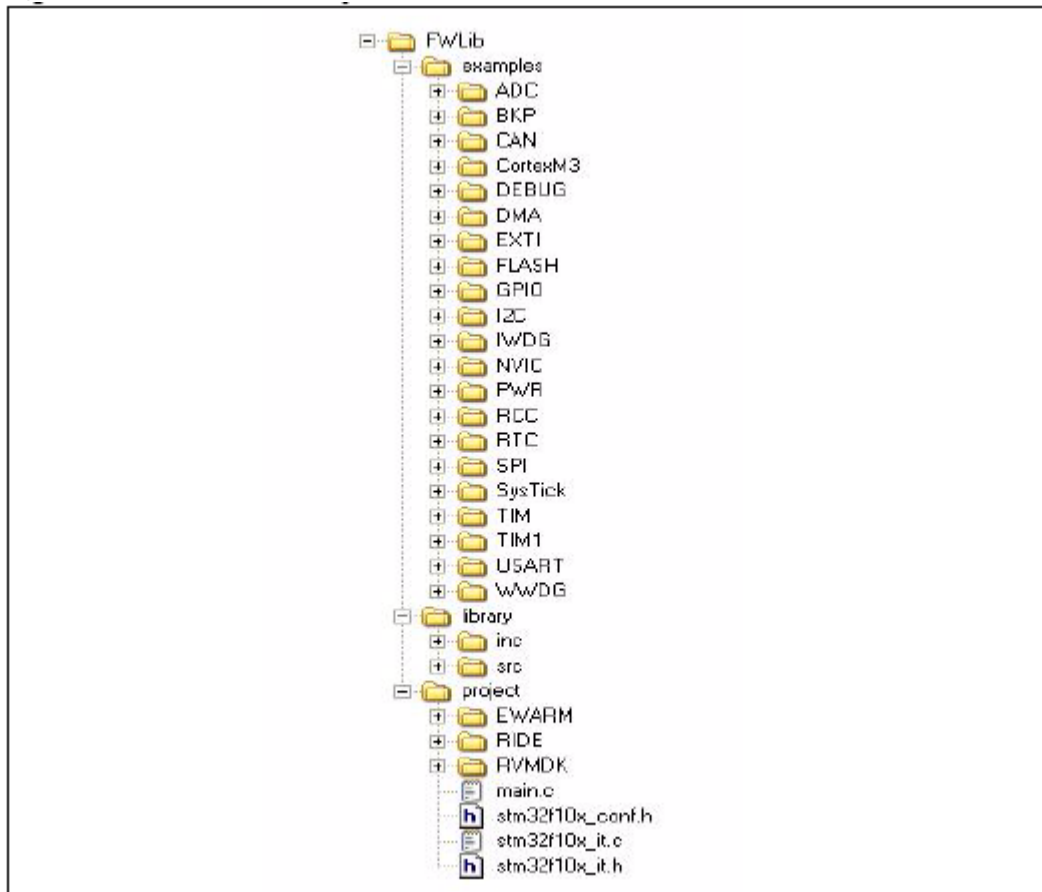 FWLib
examples
ADC
BKP
CAN
CortexM3
DEBUG
DMA
EXTI
FLASH
GPIO
I2C
IWDG
NVIC
PWR
RCC
RTC
SPI
SysTick
TIM
TIM1
USART
WWDG
library
inc
src
project
EWARM
RIDE
RVMDK
main.c
stm32f10x_conf.h
stm32f10x_it.c
stm32f10x_it.h